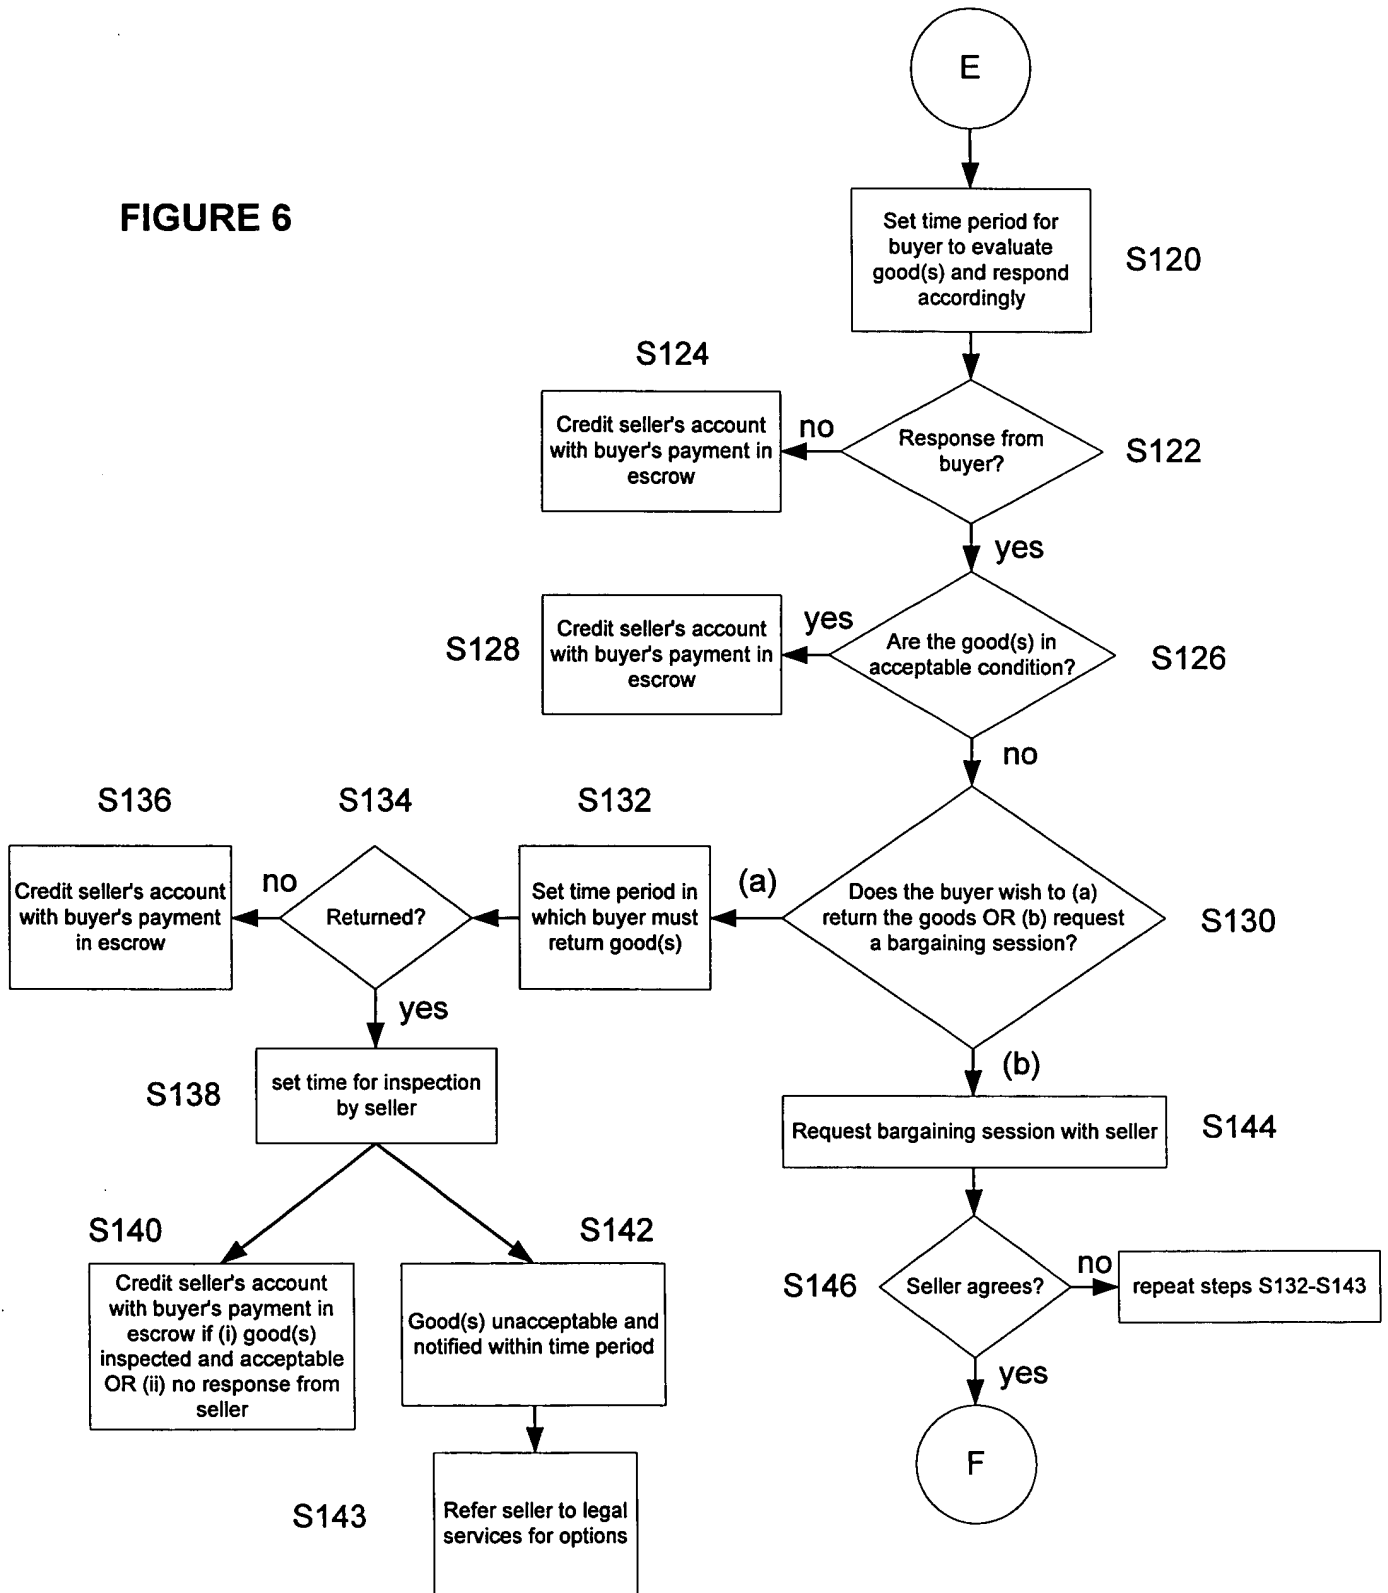 E
FIGURE 6
Set time period for
buyer to evaluate
good(s) and respond
accordingly
S120
S124
Credit seller's account
with buyer's payment in
escrow
no
Response from
buyer?
S122
yes
S128
Credit seller's account
with buyer's payment in
escrow
yes
Are the good(s) in
acceptable condition?
S126
no
S136
S134
S132
Credit seller's account
with buyer's payment
in escrow
no
Returned?
Set time period in
which buyer must
return good(s)
(a)
Does the buyer wish to (a)
return the goods OR (b) request
a bargaining session?
S130
yes
(b)
S138
set time for inspection
by seller
Request bargaining session with seller
S144
S140
S142
Credit seller's account
with buyer's payment in
escrow if (i) good(s)
inspected and acceptable
OR (ii) no response from
seller
Good(s) unacceptable and
notified within time period
S146
Seller agrees?
no
repeat steps S132-S143
yes
F
S143
Refer seller to legal
services for options